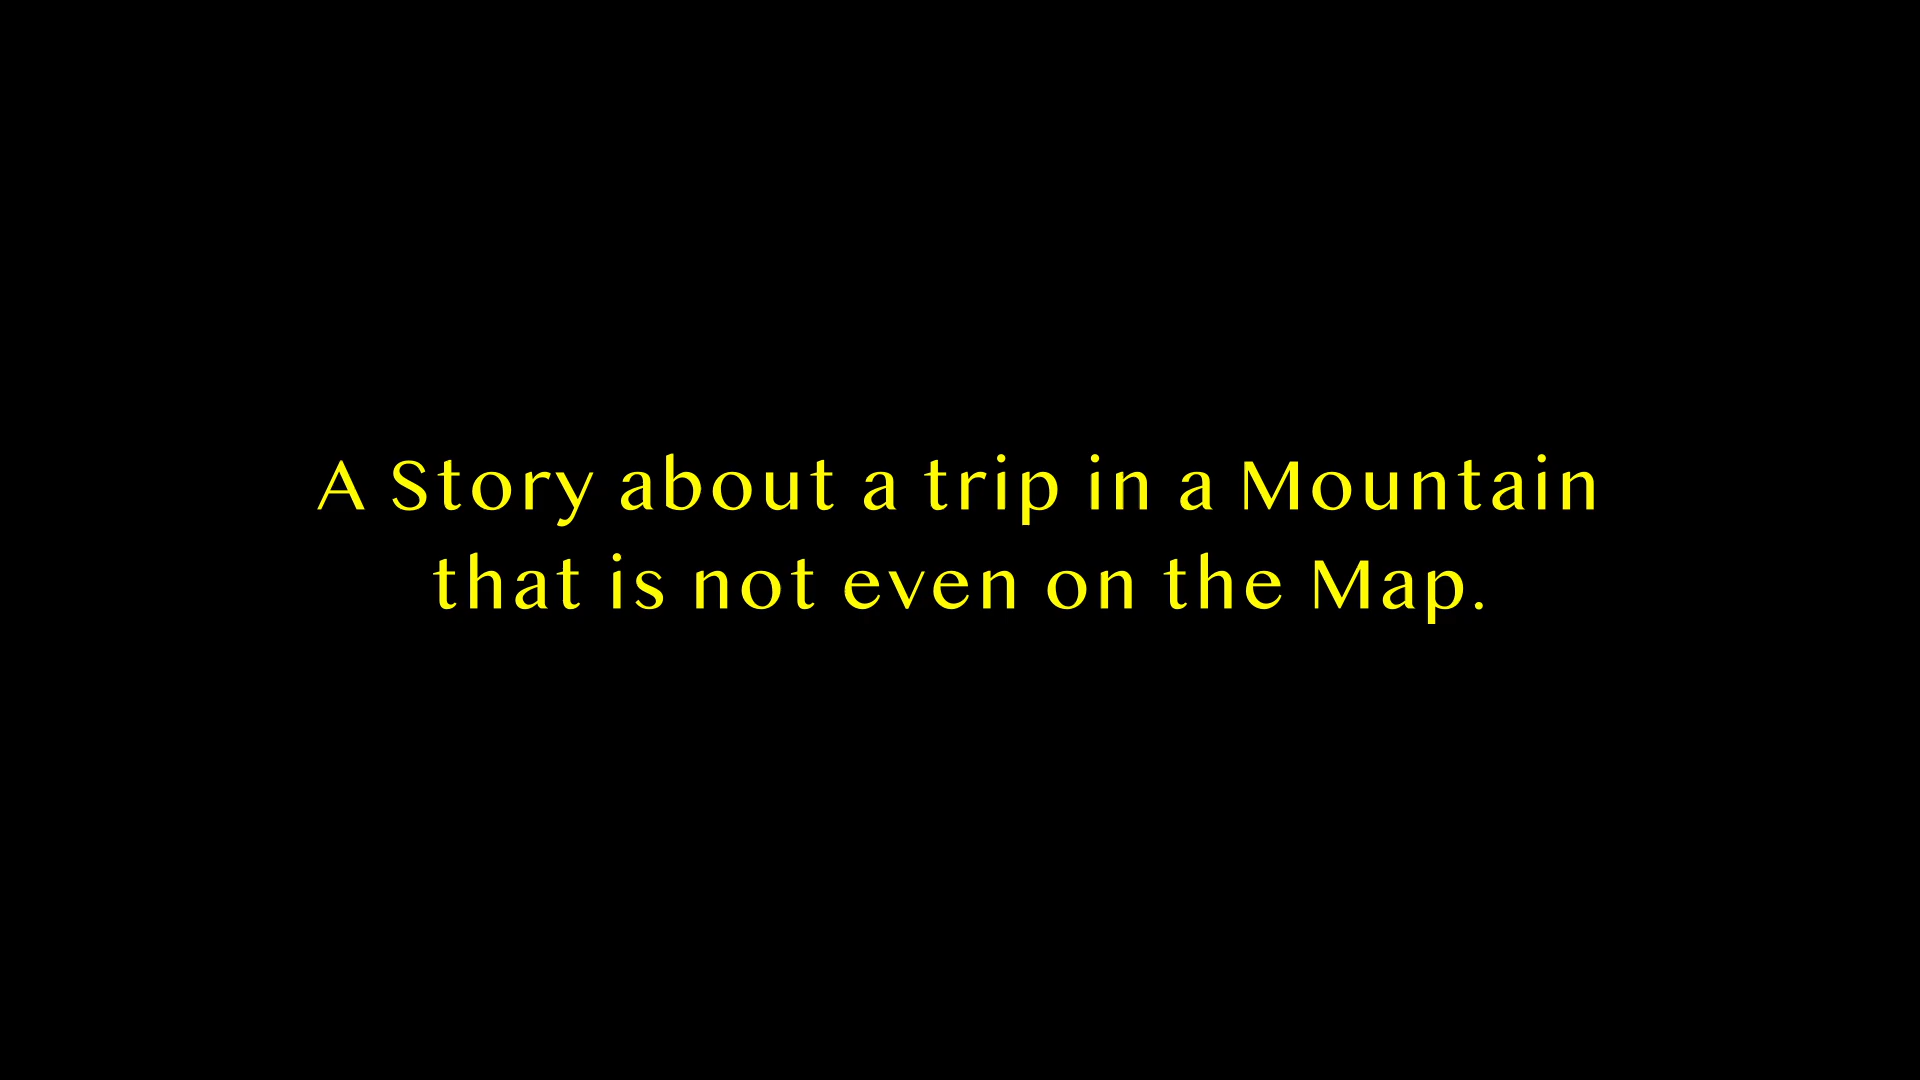 A Story about a trip in a Mountain
that is not even on the Map.